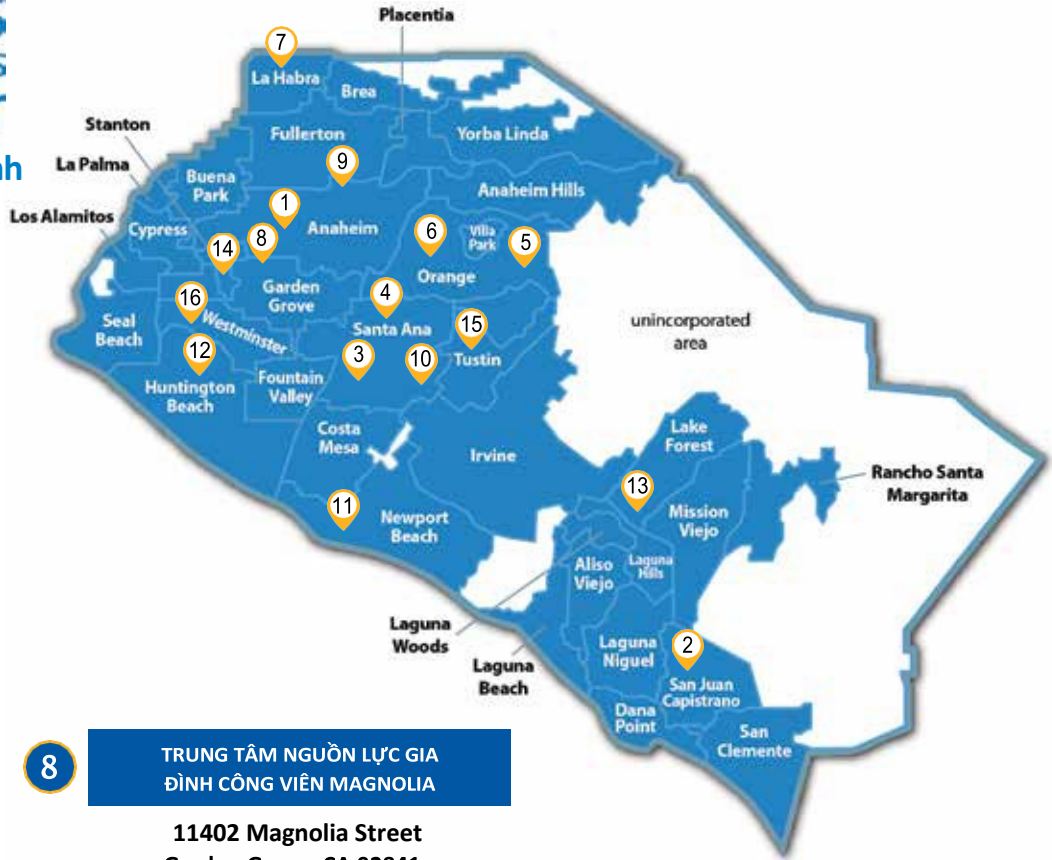 Placentia
7
La Habra
Brea
Stanton
Fullerton
Yorba Linda
La Palma
9
Buena
Park
Anaheim Hills
Los Alamitos
1
Cypress
Anaheim
8
6
Villa
Park
5
14
Orange
Garden
Grove
4
16
Seal
Beach
Westminster
Santa Ana
15
unincorporated
area
12
3
10
Tustin
Huntington
Beach
Fountain
Valley
Costa
Mesa
Irvine
Lake
Forest
Rancho Santa
Margarita
13
11
Newport
Beach
Mission
Viejo
Aliso
Viejo
Laguna
Hills
Laguna
Woods
Laguna
Beach
Laguna
Niguel
2
San Juan
Capistrano
Dana
Point
San
Clemente
8
TRUNG TÂM NGUỒN LỰC GIA
ĐÌNH CÔNG VIÊN MAGNOLIA
11402 Magnolia Street